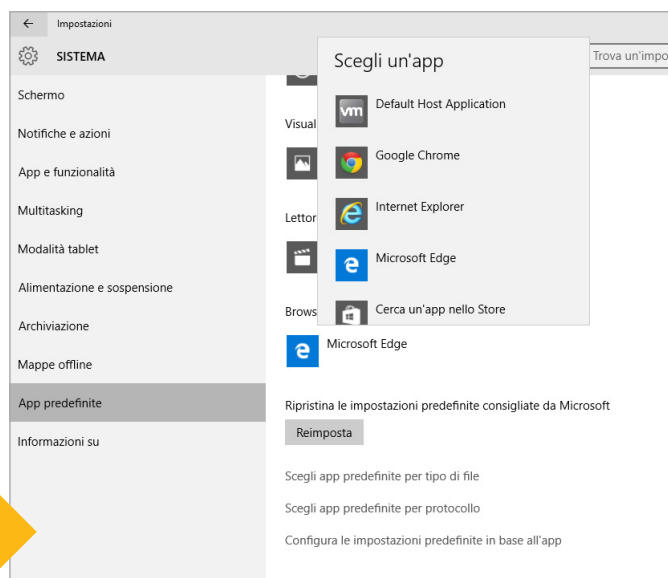 Impostazioni
SISTEMA
Trova un'impo
Schermo
Notifiche e azioni
App e funzionalità
Multitasking
Modalità tablet
Alimentazione e sospensione
Archiviazione
Mappe offline
App predefinite
Informazioni su
Scegli un'app
vm
Default Host Application
Google Chrome
Internet Explorer
Microsoft Edge
Cerca un'app nello Store
Visual
Lettor
Brows
Microsoft Edge
Ripristina le impostazioni predefinite consigliate da Microsoft
Reimposta
Scegli app predefinite per tipo di file
Scegli app predefinite per protocollo
Configura le impostazioni predefinite in base all'app